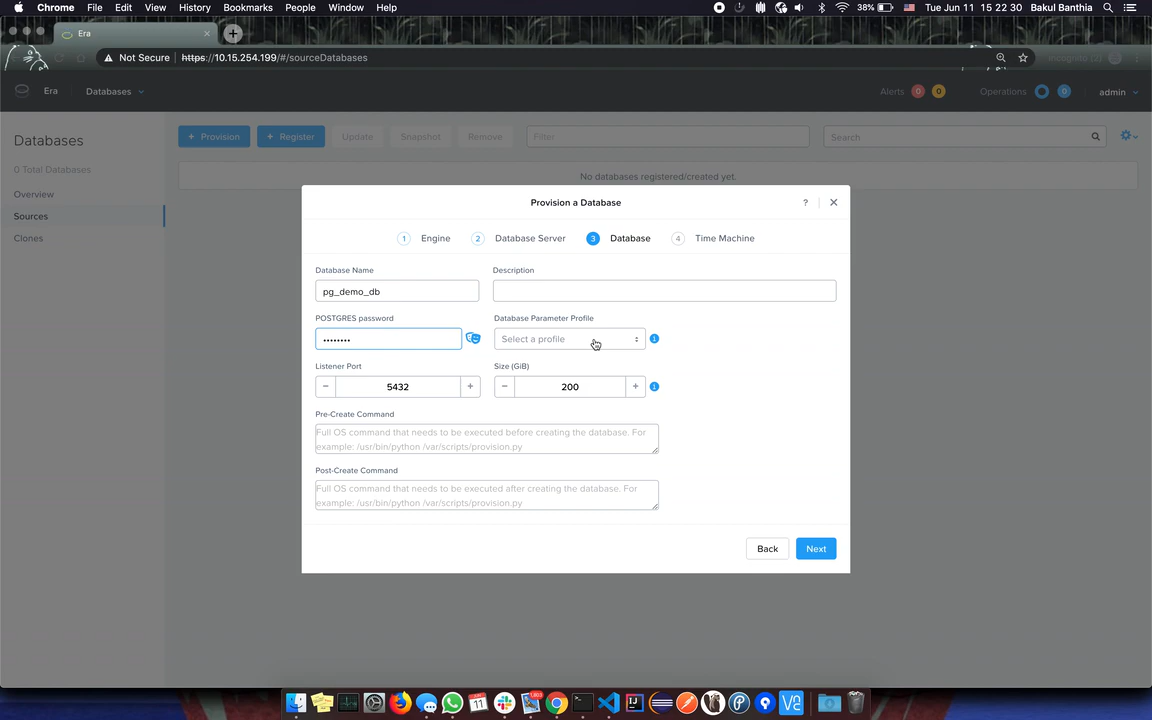 Chrome File Edit View History Bookmarks People Window Help 38% Tue Jun 11 15 22 30 Bakul Banthia
Era
Not Secure https://10.15.254.199/#/sourceDatabases Incognito (2)
Era Databases Alerts 0 0 Operations 0 admin
Databases
+ Provision + Register Update Snapshot Remove Filter Search
0 Total Databases
No databases registered/created yet.
Overview
Sources
Clones
Provision a Database ?
1 Engine 2 Database Server 3 Database 4 Time Machine
Database Name Description
pg_demo_db
POSTGRES password Database Parameter Profile
•••••••• Select a profile
Listener Port Size (GiB)
− 5432 + − 200 +
Pre-Create Command
Full OS command that needs to be executed before creating the database. For
example: /usr/bin/python /var/scripts/provision.py
Post-Create Command
Full OS command that needs to be executed after creating the database. For
example: /usr/bin/python /var/scripts/provision.py
Back Next